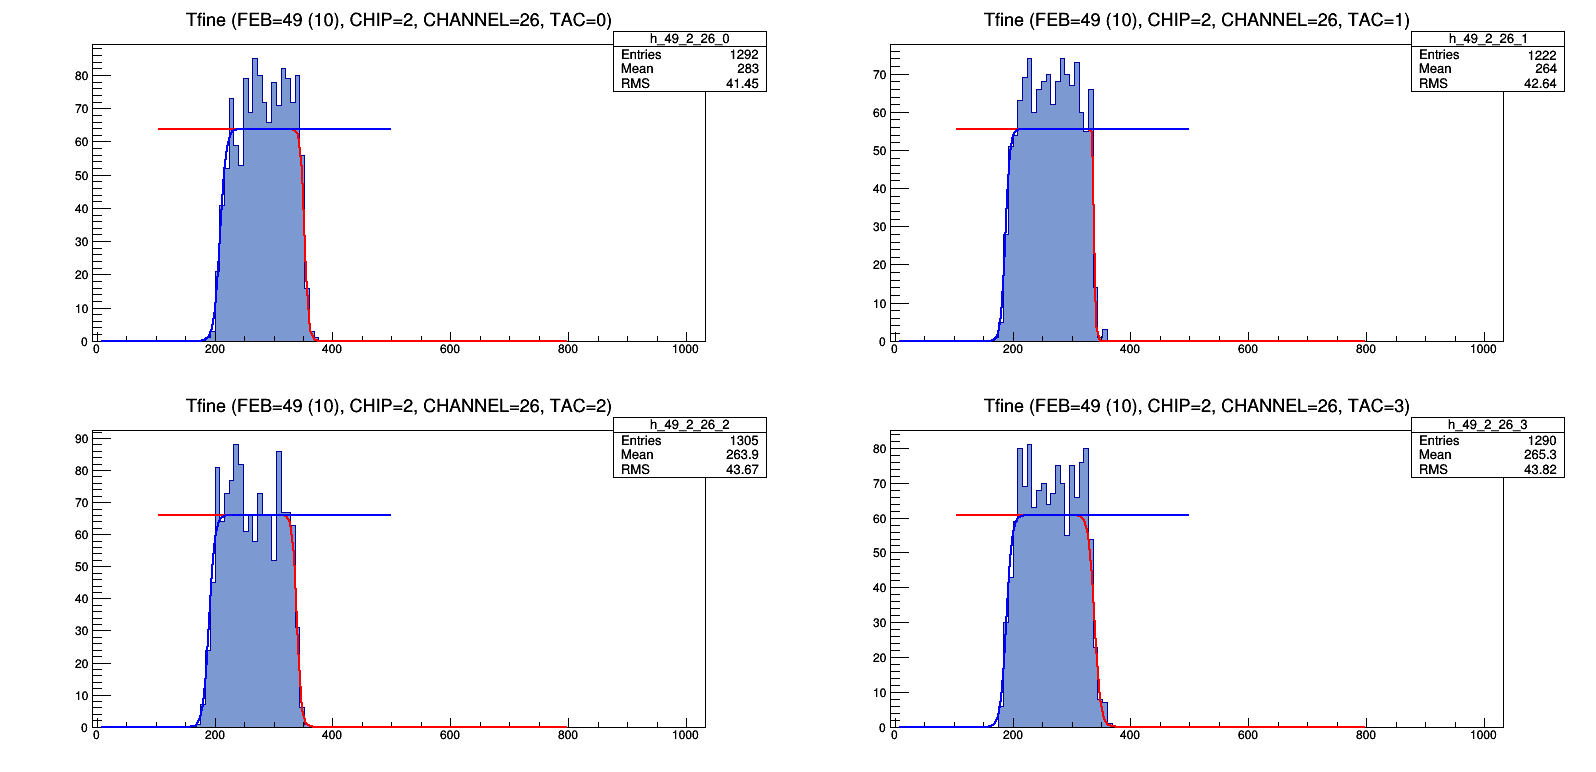 Tfine (FEB=49 (10), CHIP=2, CHANNEL=26, TAC=0)
h_49_2_26_0
Entries 1292
Mean 283
RMS 41.45
80
70
60
50
40
30
20
10
0
0 200 400 600 800 1000
Tfine (FEB=49 (10), CHIP=2, CHANNEL=26, TAC=1)
h_49_2_26_1
Entries 1222
Mean 264
RMS 42.64
70
60
50
40
30
20
10
0
0 200 400 600 800 1000
Tfine (FEB=49 (10), CHIP=2, CHANNEL=26, TAC=2)
h_49_2_26_2
Entries 1305
Mean 263.9
RMS 43.67
90
80
70
60
50
40
30
20
10
0
0 200 400 600 800 1000
Tfine (FEB=49 (10), CHIP=2, CHANNEL=26, TAC=3)
h_49_2_26_3
Entries 1290
Mean 265.3
RMS 43.82
80
70
60
50
40
30
20
10
0
0 200 400 600 800 1000